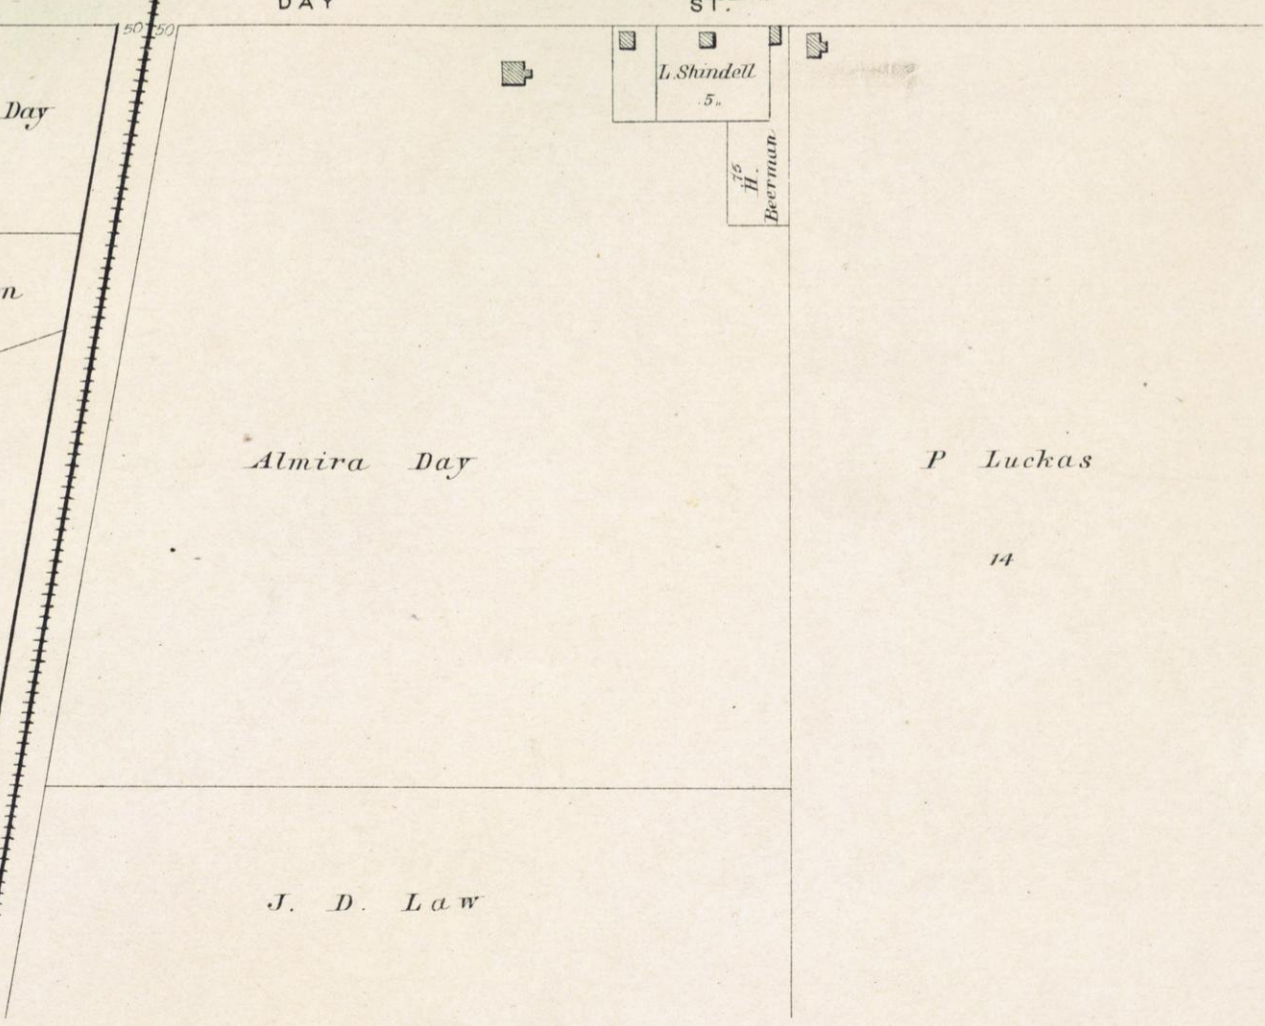 DAY ST.
50 50
Day
L. Shindell
.5,,
.75
H.
Beerman
n
Almira Day
P Luckas
14
J. D. Law